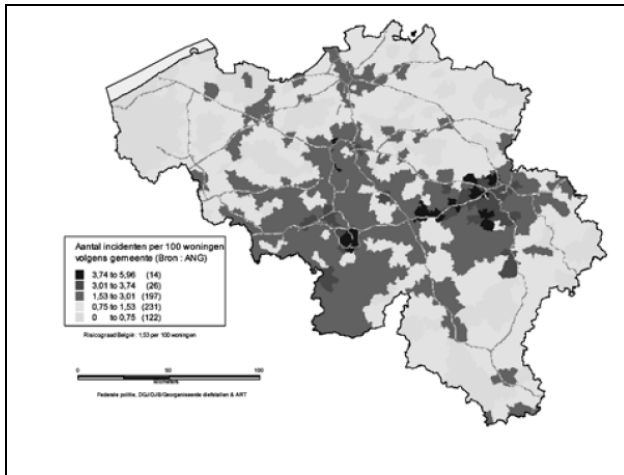 Aantal incidenten per 100 woningen
volgens gemeente (Bron : ANG)
3,74 to 5,96 (14)
3,01 to 3,74 (26)
1,53 to 3,01 (197)
0,75 to 1,53 (231)
0 to 0,75 (122)
Risicograad België : 1,53 per 100 woningen
0 50 100
kilometers
Federale politie, DGJ/DJB/Georganiseerde diefstallen & ART